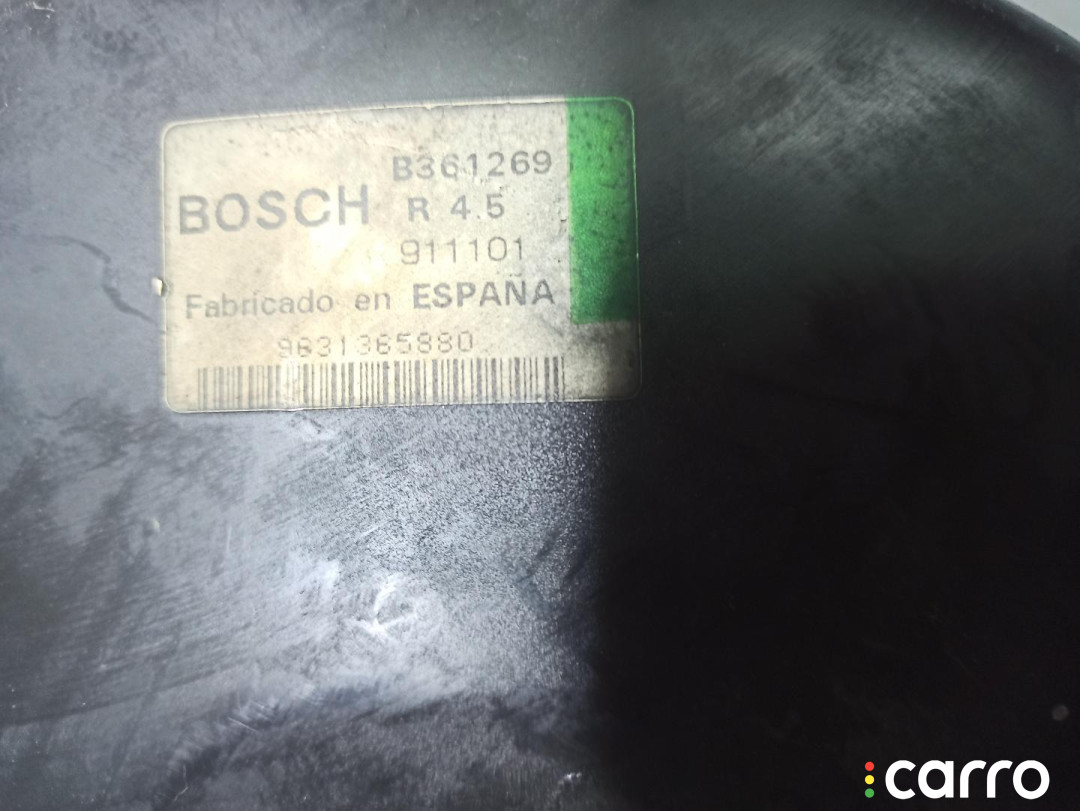 B361269
BOSCH R 4.5
911101
Fabricado en ESPAÑA
9631365880
carro